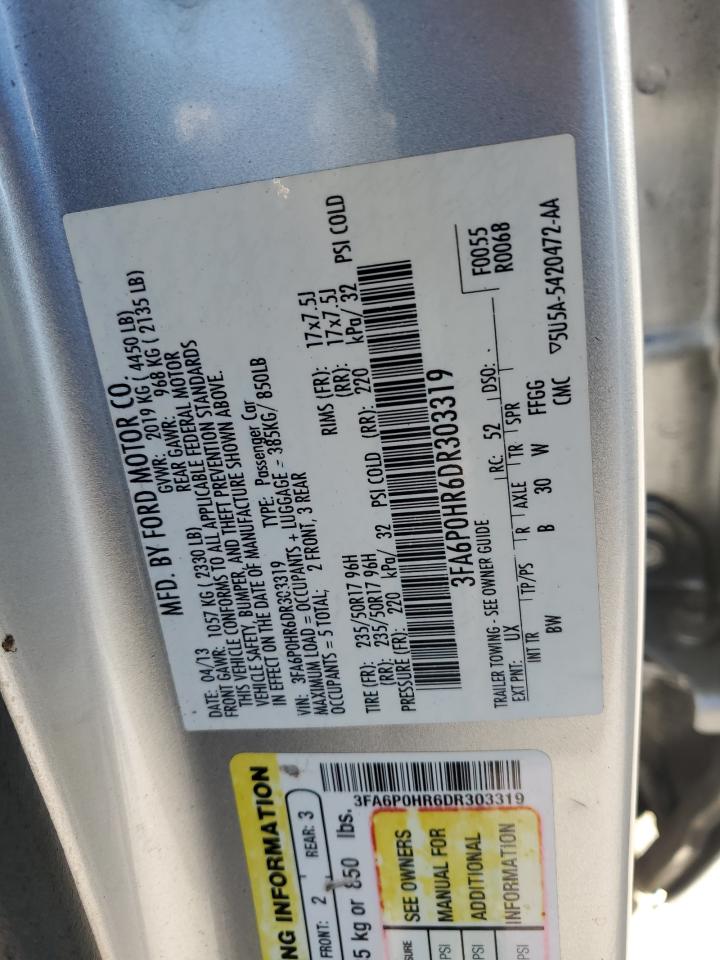 MFD. BY FORD MOTOR CO.
DATE: 04/13 GVWR: 2019 KG ( 4450 LB)
FRONT GAWR: 1057 KG ( 2330 LB) REAR GAWR: 968 KG ( 2135 LB)
THIS VEHICLE CONFORMS TO ALL APPLICABLE FEDERAL MOTOR
VEHICLE SAFETY, BUMPER, AND THEFT PREVENTION STANDARDS
IN EFFECT ON THE DATE OF MANUFACTURE SHOWN ABOVE.
VIN: 3FA6P0HR6DR303319 TYPE: Passenger Car
MAXIMUM LOAD = OCCUPANTS + LUGGAGE = 385KG/ 850LB
OCCUPANTS = 5 TOTAL; 2 FRONT, 3 REAR
TIRE (FR): 235/50R17 96H RIMS (FR): 17x7.5J
(RR): 235/50R17 96H (RR): 17x7.5J
PRESSURE (FR): 220 kPa/ 32 PSI COLD (RR): 220 kPa/ 32 PSI COLD
3FA6P0HR6DR303319
F0055
R0068
TRAILER TOWING - SEE OWNER GUIDE
EXT PNT: UX RC: 52 DSO:
INT TR TP/PS R AXLE TR SPR
BW B 30 W FFGG
CMC
▽5U5A-5420472-AA
NG INFORMATION
FRONT: 2 REAR: 3
5 kg or 850 lbs.
3FA6P0HR6DR303319
SURE SEE OWNERS
PSI MANUAL FOR
PSI ADDITIONAL
PSI INFORMATION